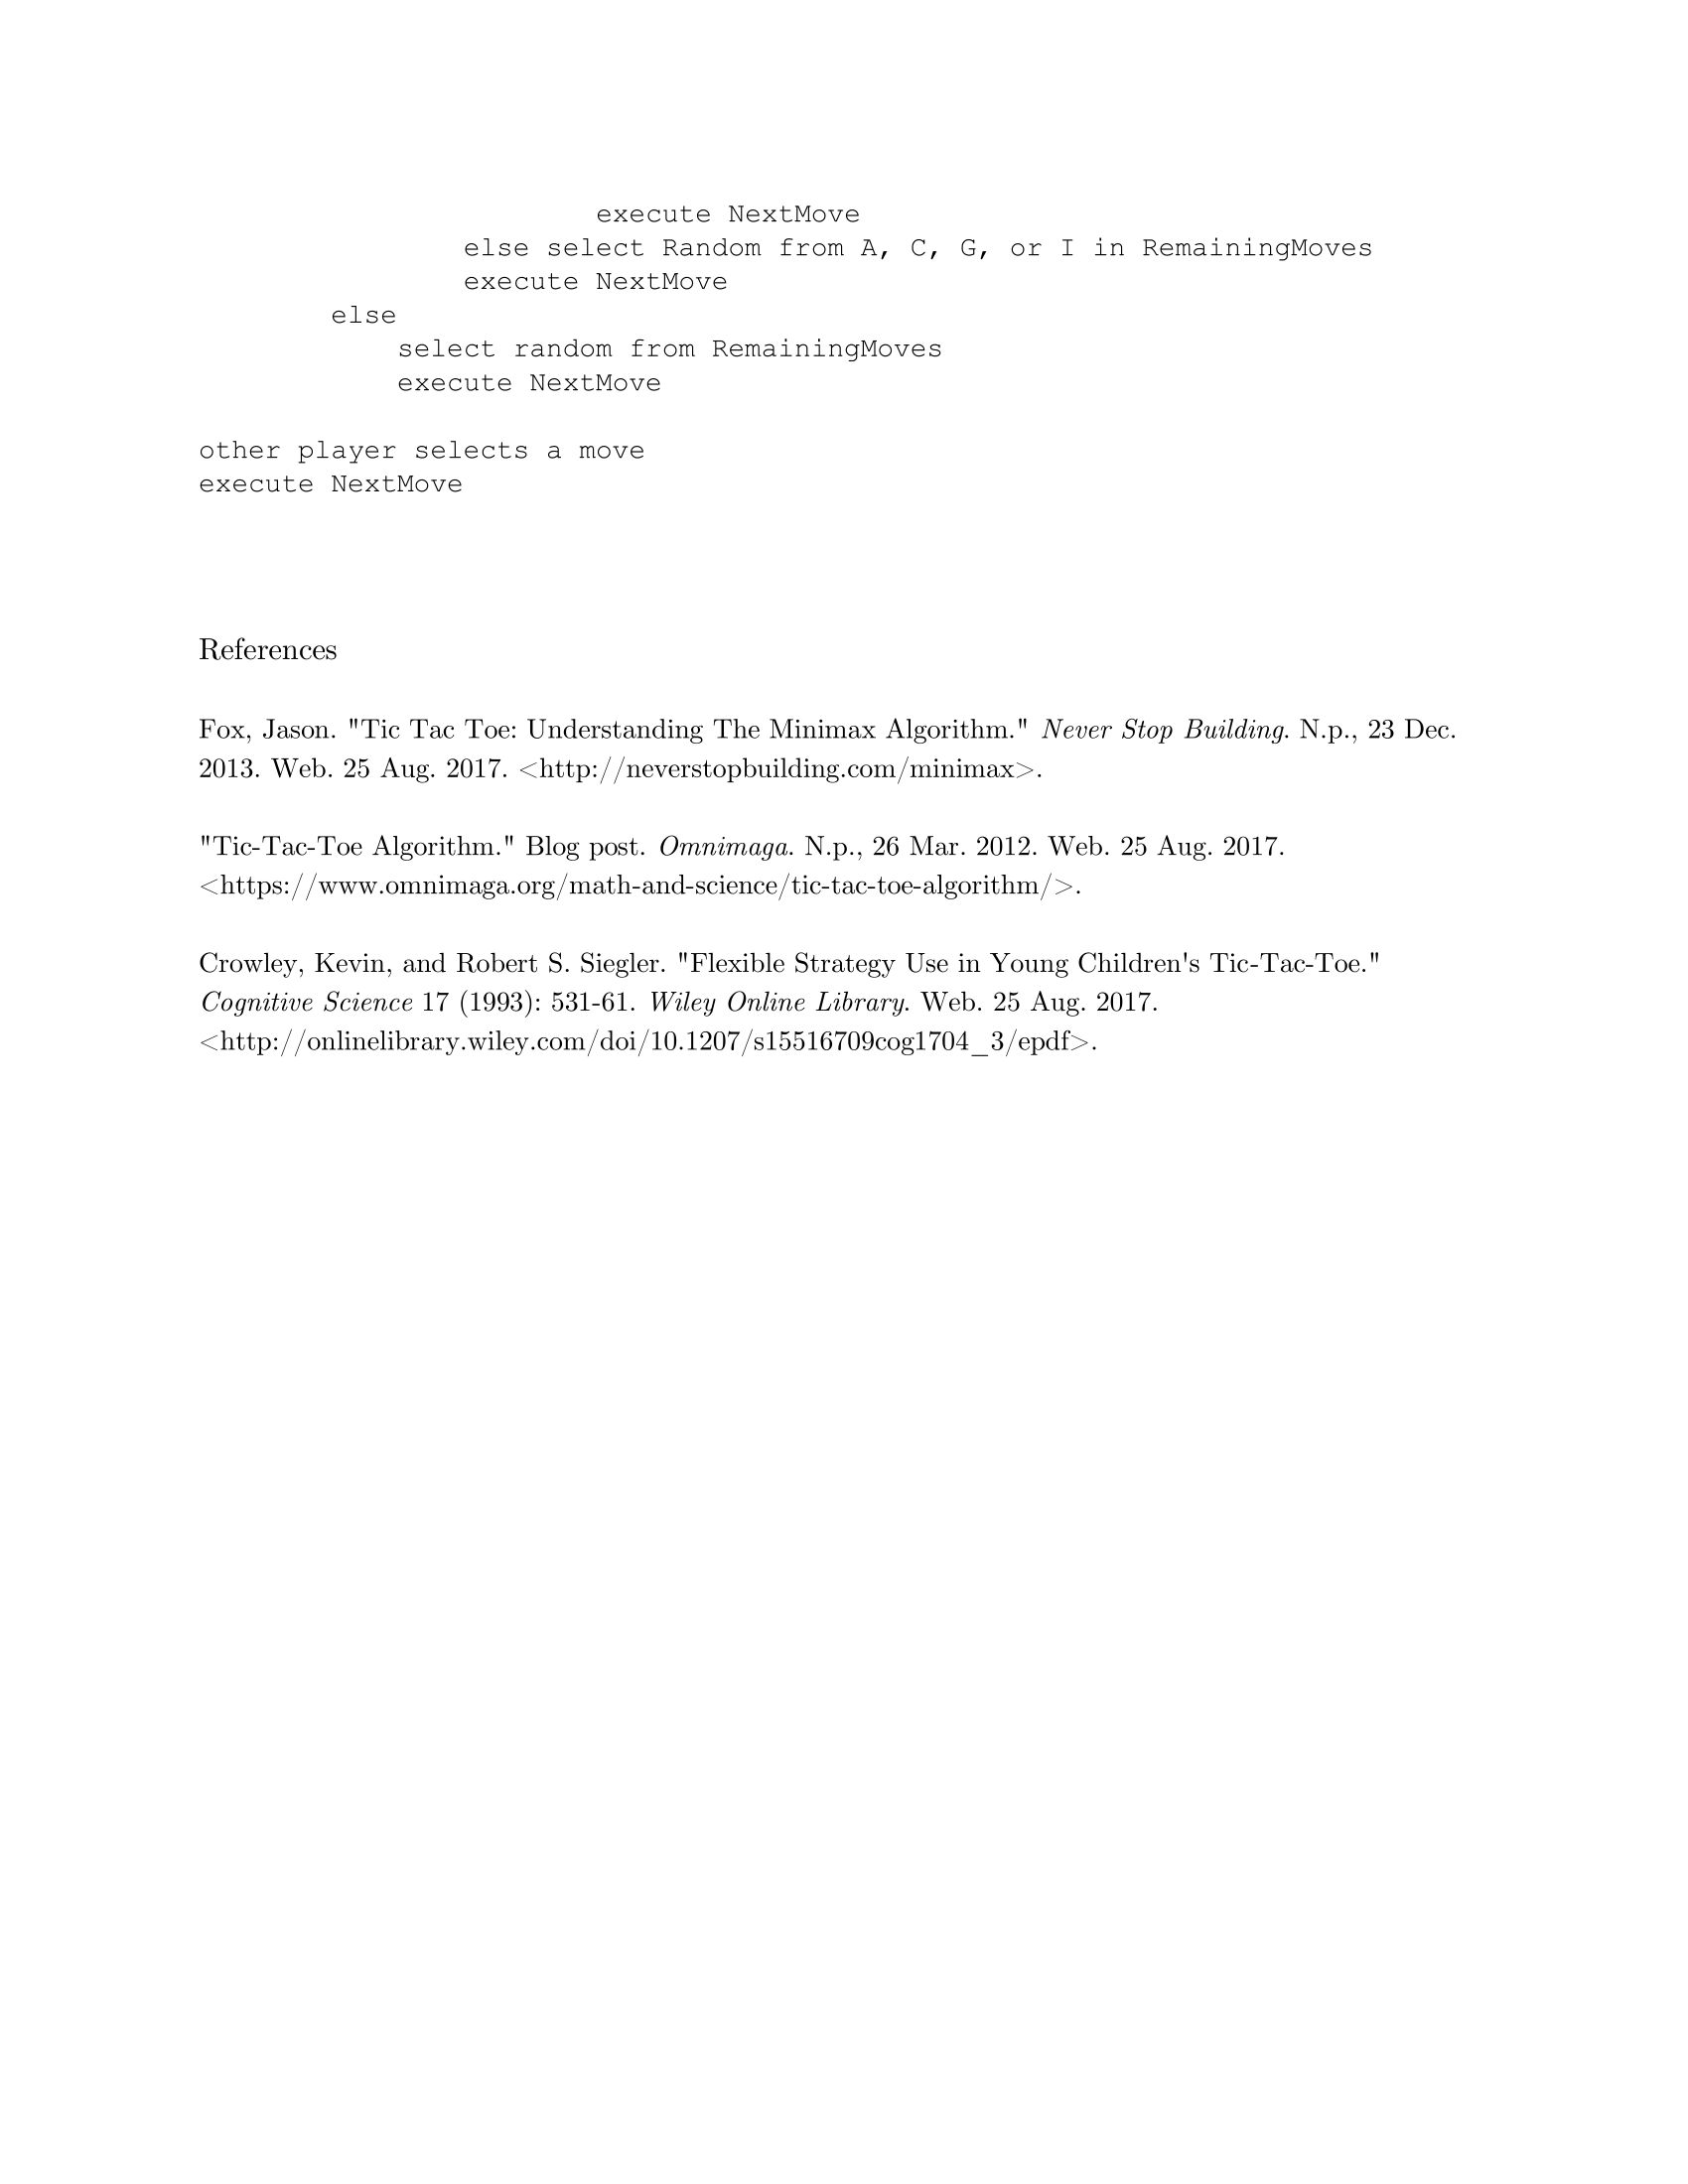 execute NextMove
else select Random from A, C, G, or I in RemainingMoves
execute NextMove
else
select random from RemainingMoves
execute NextMove
other player selects a move
execute NextMove
References
Fox, Jason. "Tic Tac Toe: Understanding The Minimax Algorithm." Never Stop Building. N.p., 23 Dec.
2013. Web. 25 Aug. 2017. <http://neverstopbuilding.com/minimax>.
"Tic-Tac-Toe Algorithm." Blog post. Omnimaga. N.p., 26 Mar. 2012. Web. 25 Aug. 2017.
<https://www.omnimaga.org/math-and-science/tic-tac-toe-algorithm/>.
Crowley, Kevin, and Robert S. Siegler. "Flexible Strategy Use in Young Children's Tic-Tac-Toe."
Cognitive Science 17 (1993): 531-61. Wiley Online Library. Web. 25 Aug. 2017.
<http://onlinelibrary.wiley.com/doi/10.1207/s15516709cog1704_3/epdf>.